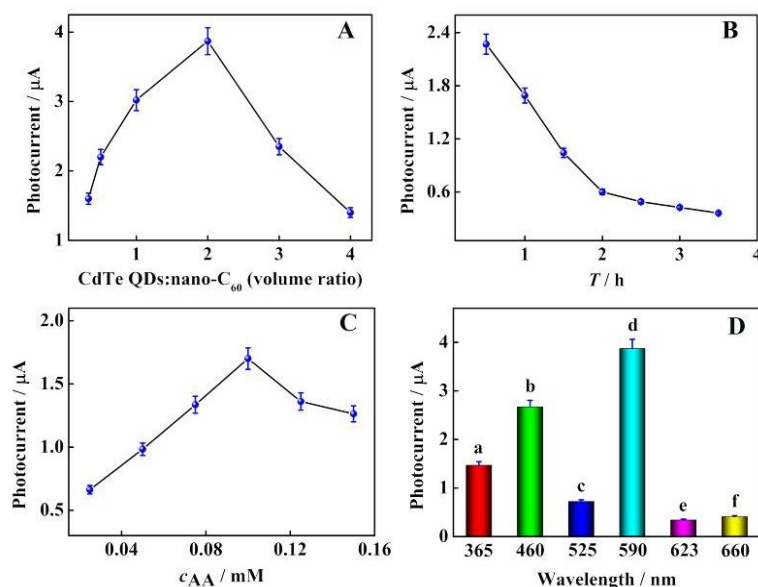 A
Photocurrent / μA
4
3
2
1
1 2 3 4
CdTe QDs:nano-C₆₀ (volume ratio)
B
Photocurrent / μA
2.4
1.8
1.2
0.6
1 2 3 4
T / h
C
Photocurrent / μA
2.0
1.5
1.0
0.5
0.04 0.08 0.12 0.16
cAA / mM
D
Photocurrent / μA
4
3
2
1
0
a b c d e f
365 460 525 590 623 660
Wavelength / nm